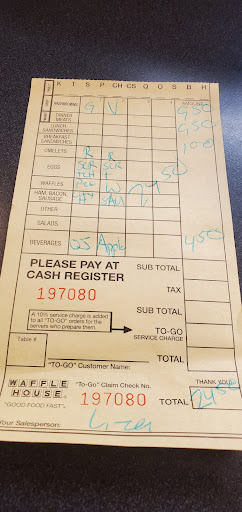 K T S P CH CS Q O S B H
G V 950
DINNER MEATS 950
LUNCH SANDWICHES
BREAKFAST SANDWICHES 100
OMELETS R R
EGGS SCR SCR 50
WAFFLES W
HAM, BACON, SAUSAGE
OTHER
SALADS
BEVERAGES OJ Apple 450
PLEASE PAY AT
CASH REGISTER
SUB TOTAL
197080
TAX
SUB TOTAL
A 10% service charge is added
to all "TO-GO" orders for the
servers who prepare them.
TO-GO
SERVICE CHARGE
Table #
"TO-GO" Customer Name:
TOTAL
WAFFLE
HOUSE
"GOOD FOOD FAST"
"To-Go" Claim Check No.
197080
THANK YOU
TOTAL 2450
Your Salesperson: